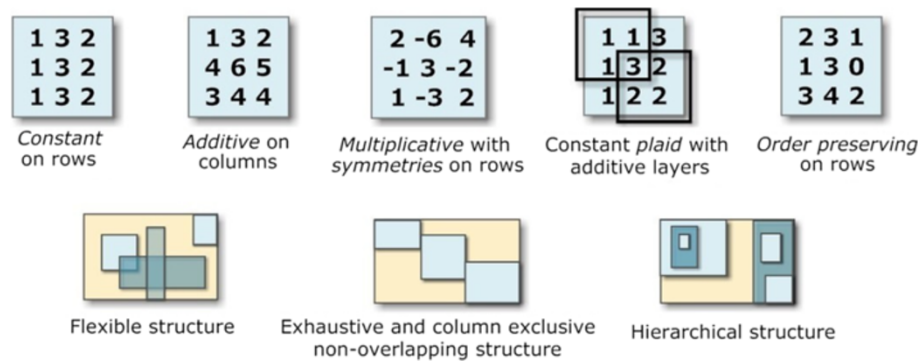 1 3 2
1 3 2
1 3 2
Constant
on rows
1 3 2
4 6 5
3 4 4
Additive on
columns
2 -6 4
-1 3 -2
1 -3 2
Multiplicative with
symmetries on rows
1 1 3
1 3 2
1 2 2
Constant plaid with
additive layers
2 3 1
1 3 0
3 4 2
Order preserving
on rows
Flexible structure
Exhaustive and column exclusive
non-overlapping structure
Hierarchical structure